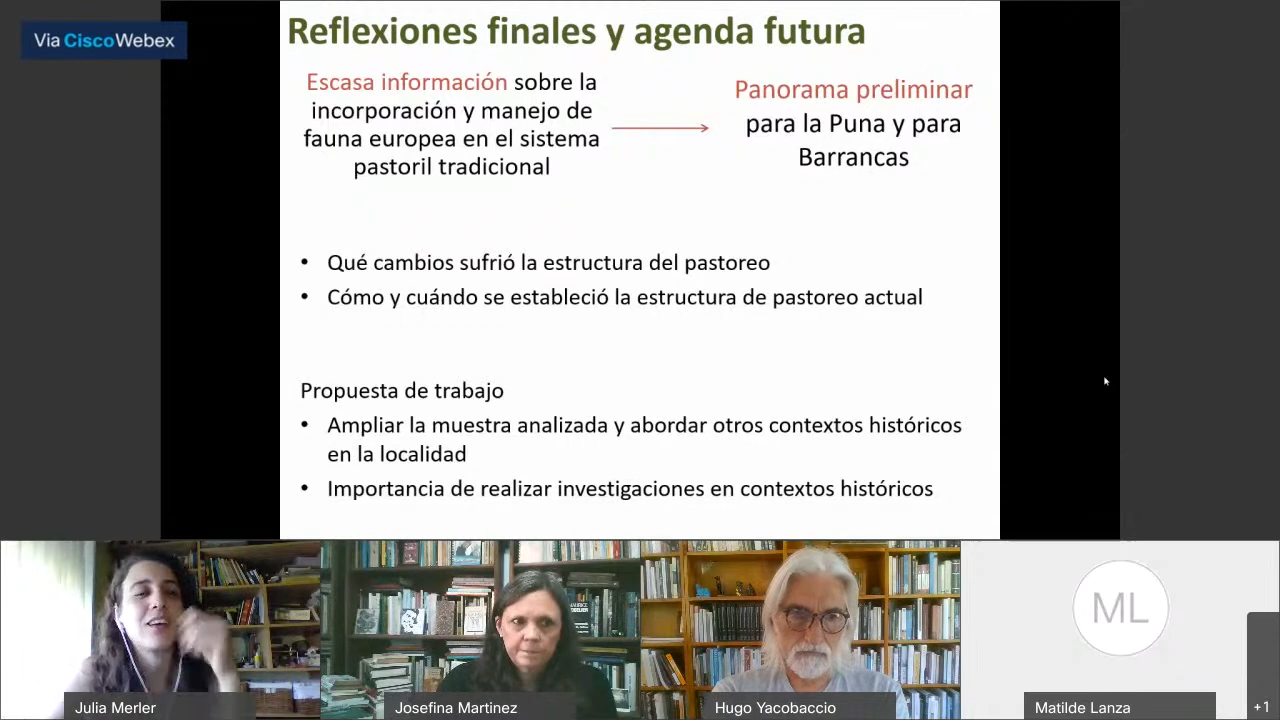 Via CiscoWebex
Reflexiones finales y agenda futura
Escasa información sobre la
incorporación y manejo de
fauna europea en el sistema
pastoril tradicional
Panorama preliminar
para la Puna y para
Barrancas
• Qué cambios sufrió la estructura del pastoreo
• Cómo y cuándo se estableció la estructura de pastoreo actual
Propuesta de trabajo
• Ampliar la muestra analizada y abordar otros contextos históricos
en la localidad
• Importancia de realizar investigaciones en contextos históricos
ML
Julia Merler
Josefina Martinez
Hugo Yacobaccio
Matilde Lanza
+1